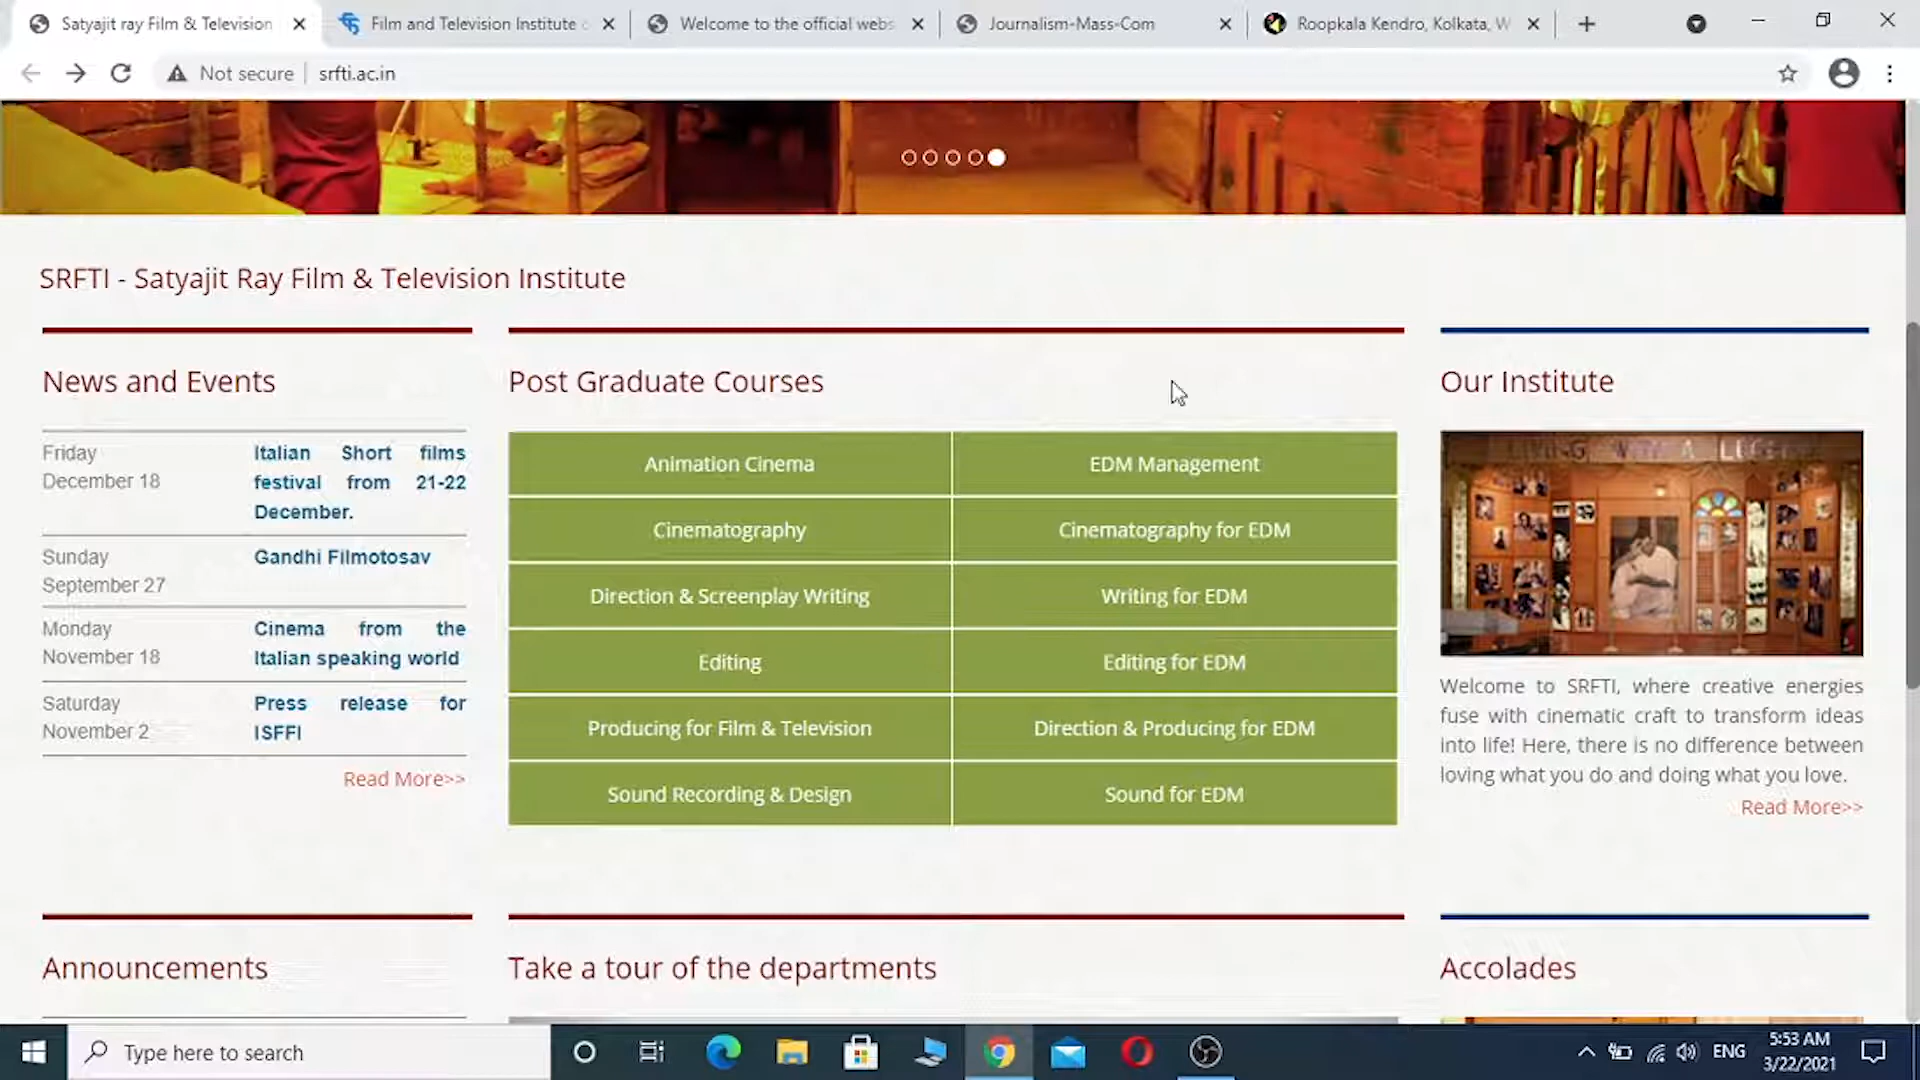 Satyajit ray Film & Television
Film and Television Institute
Welcome to the official webs
Journalism-Mass-Com
Roopkala Kendro, Kolkata, W
Not secure
srfti.ac.in
SRFTI - Satyajit Ray Film & Television Institute
News and Events
Friday
December 18
Italian Short films
festival from 21-22
December.
Sunday
September 27
Gandhi Filmotosav
Monday
November 18
Cinema from the
Italian speaking world
Saturday
November 2
Press release for
ISFFI
Read More>>
Post Graduate Courses
Animation Cinema
EDM Management
Cinematography
Cinematography for EDM
Direction & Screenplay Writing
Writing for EDM
Editing
Editing for EDM
Producing for Film & Television
Direction & Producing for EDM
Sound Recording & Design
Sound for EDM
Our Institute
LIVING WITH A LEGEND
Welcome to SRFTI, where creative energies
fuse with cinematic craft to transform ideas
into life! Here, there is no difference between
loving what you do and doing what you love.
Read More>>
Announcements
Take a tour of the departments
Accolades
Type here to search
ENG
5:53 AM
3/22/2021